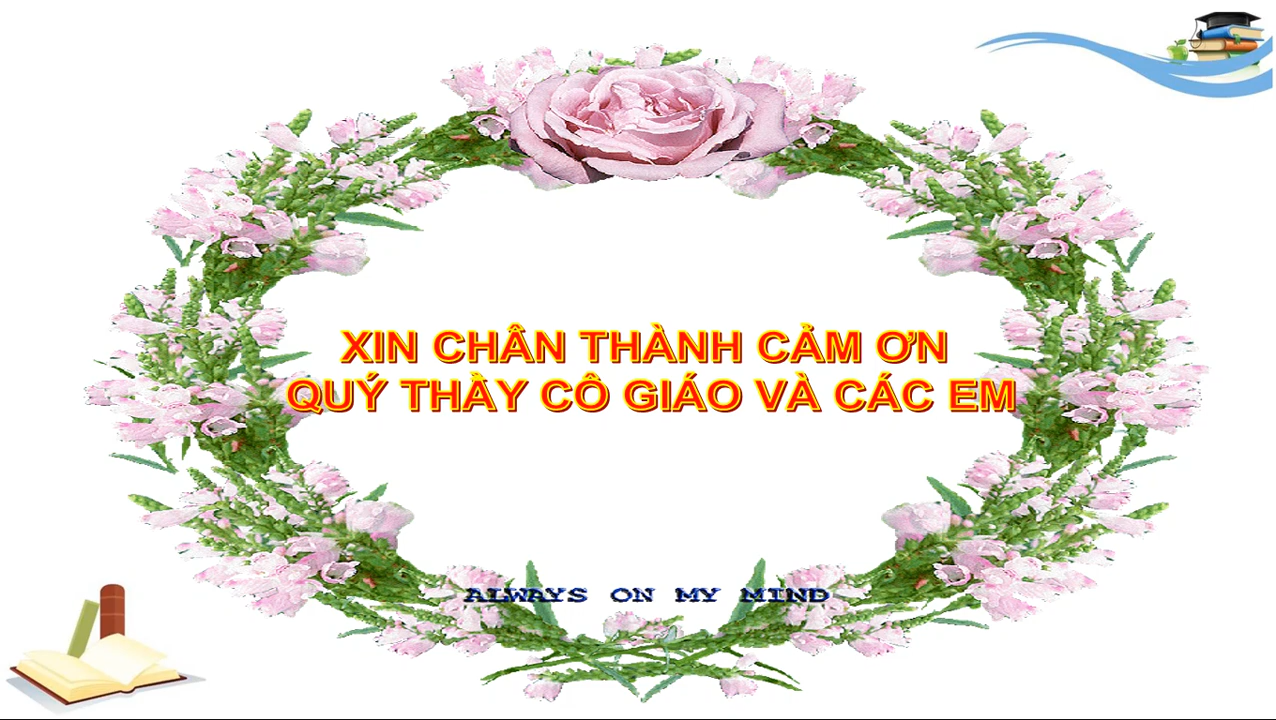 XIN CHÂN THÀNH CẢM ƠN
QUÝ THẦY CÔ GIÁO VÀ CÁC EM
ALWAYS ON MY MIND